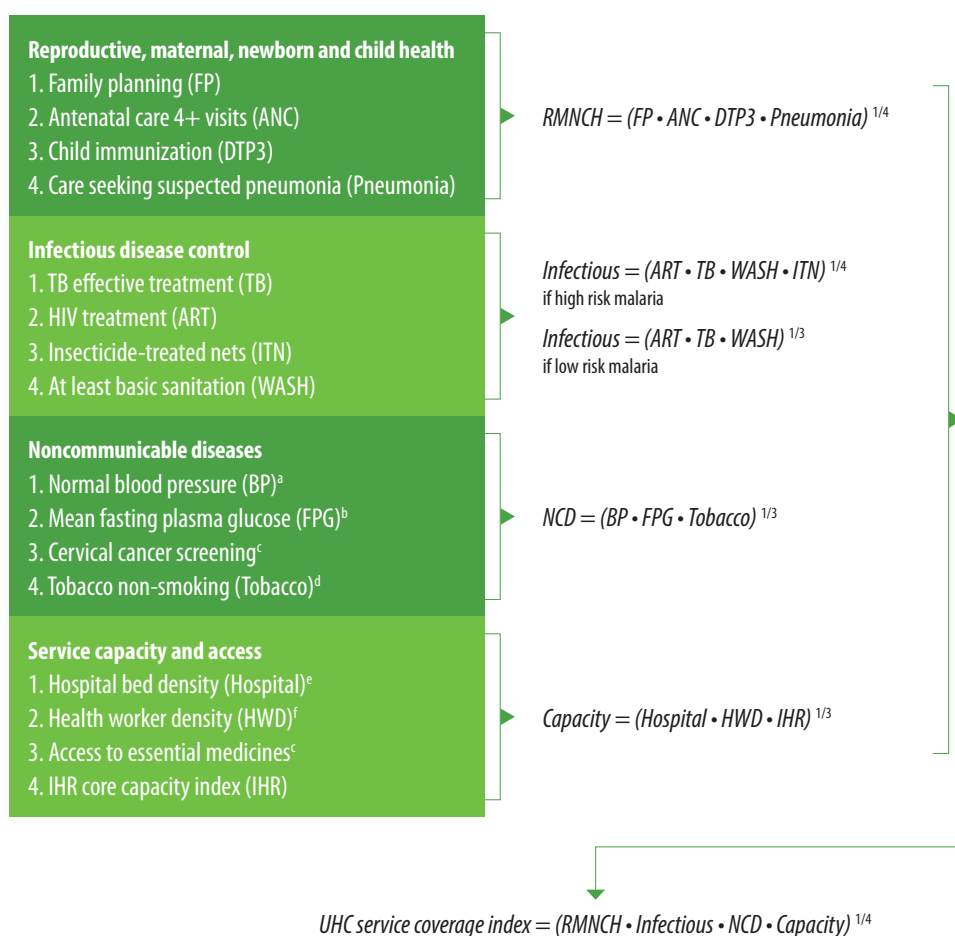 Reproductive, maternal, newborn and child health
1. Family planning (FP)
2. Antenatal care 4+ visits (ANC)
3. Child immunization (DTP3)
4. Care seeking suspected pneumonia (Pneumonia)
RMNCH = (FP • ANC • DTP3 • Pneumonia) 1/4
Infectious disease control
1. TB effective treatment (TB)
2. HIV treatment (ART)
3. Insecticide-treated nets (ITN)
4. At least basic sanitation (WASH)
Infectious = (ART • TB • WASH • ITN) 1/4
if high risk malaria
Infectious = (ART • TB • WASH) 1/3
if low risk malaria
Noncommunicable diseases
1. Normal blood pressure (BP)a
2. Mean fasting plasma glucose (FPG)b
3. Cervical cancer screeningc
4. Tobacco non-smoking (Tobacco)d
NCD = (BP • FPG • Tobacco) 1/3
Service capacity and access
1. Hospital bed density (Hospital)e
2. Health worker density (HWD)f
3. Access to essential medicinesc
4. IHR core capacity index (IHR)
Capacity = (Hospital • HWD • IHR) 1/3
UHC service coverage index = (RMNCH • Infectious • NCD • Capacity) 1/4